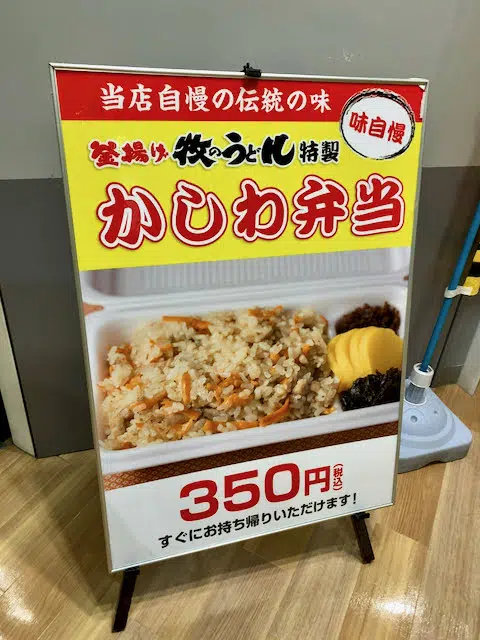 当店自慢の伝統の味
味自慢
釜揚げ 牧のうどん 特製
かしわ弁当
350円(税込)
すぐにお持ち帰りいただけます!